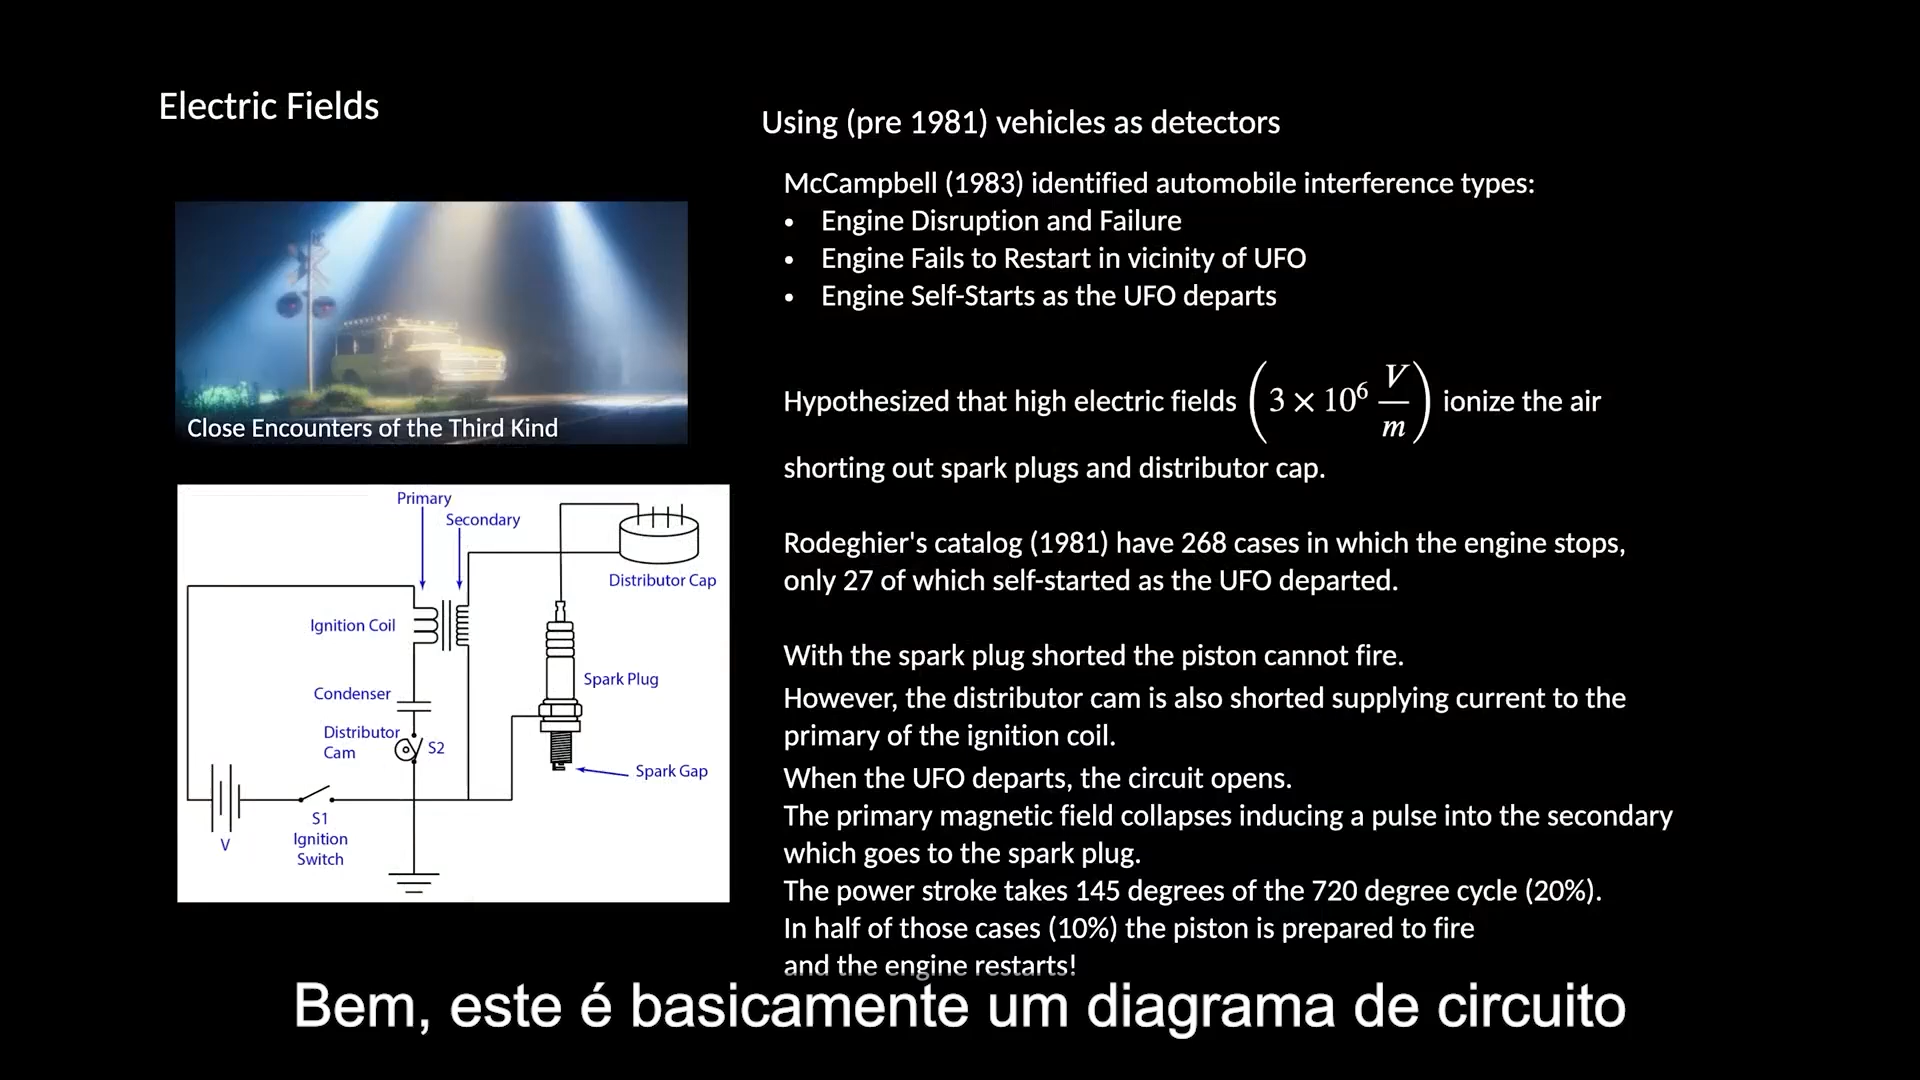 Electric Fields
Using (pre 1981) vehicles as detectors
McCampbell (1983) identified automobile interference types:
• Engine Disruption and Failure
• Engine Fails to Restart in vicinity of UFO
• Engine Self-Starts as the UFO departs
Close Encounters of the Third Kind
Hypothesized that high electric fields (3 × 10⁶ V/m) ionize the air
shorting out spark plugs and distributor cap.
Rodeghier's catalog (1981) have 268 cases in which the engine stops,
only 27 of which self-started as the UFO departed.
With the spark plug shorted the piston cannot fire.
However, the distributor cam is also shorted supplying current to the
primary of the ignition coil.
When the UFO departs, the circuit opens.
The primary magnetic field collapses inducing a pulse into the secondary
which goes to the spark plug.
The power stroke takes 145 degrees of the 720 degree cycle (20%).
In half of those cases (10%) the piston is prepared to fire
and the engine restarts!
Primary
Secondary
Distributor Cap
Ignition Coil
Spark Plug
Condenser
Distributor
Cam
S2
Spark Gap
S1
Ignition
Switch
V
Bem, este é basicamente um diagrama de circuito